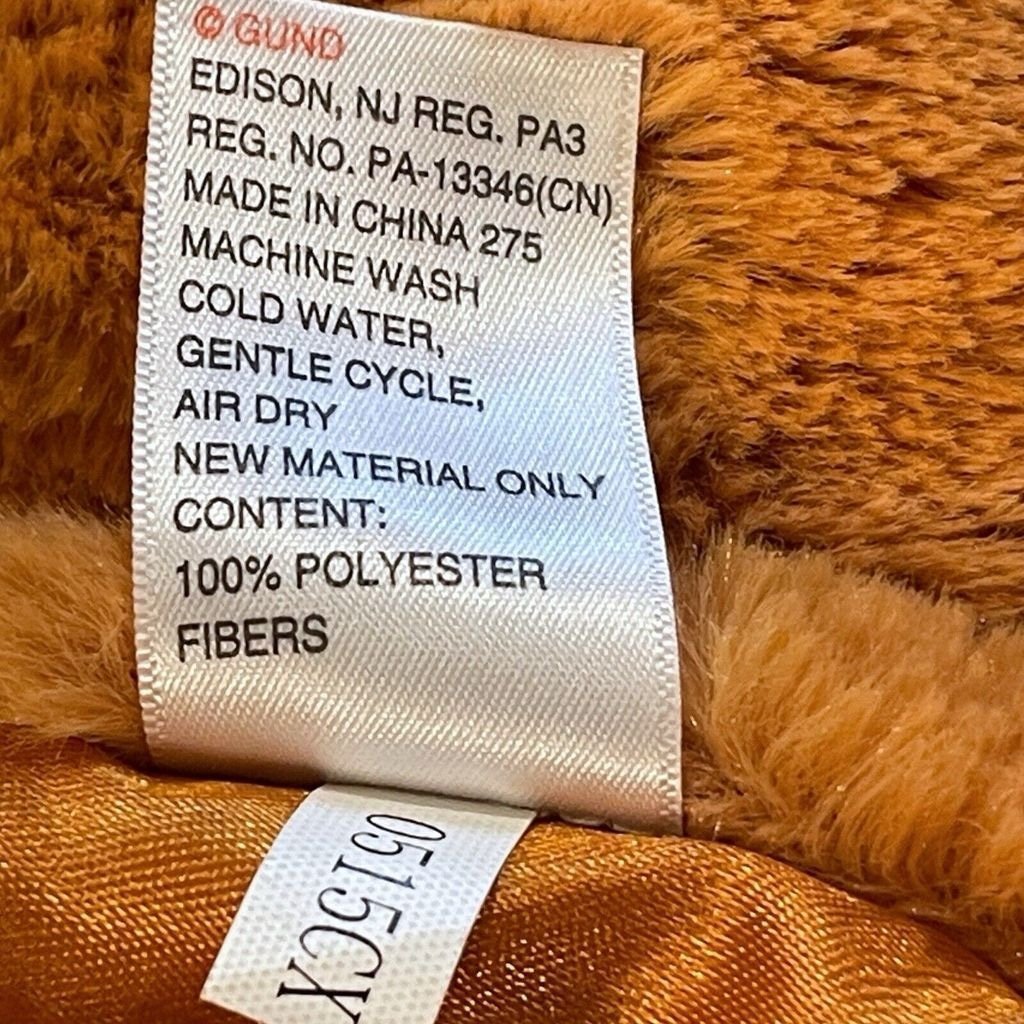 © GUND
EDISON, NJ REG. PA3
REG. NO. PA-13346(CN)
MADE IN CHINA 275
MACHINE WASH
COLD WATER,
GENTLE CYCLE,
AIR DRY
NEW MATERIAL ONLY
CONTENT:
100% POLYESTER
FIBERS
0515CX